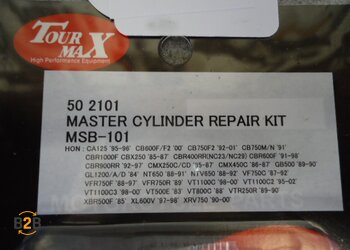 TOUR
MAX
High Performance Equipment
50 2101
MASTER CYLINDER REPAIR KIT
MSB-101
HON : CA125 '95-96' CB600F/F2 '00' CB750F2 '92-01' CB750M/N '91'
CBR1000F CBX250 '85-87' CBR400RR(NC23/NC29) CBR600F '91-98'
CBR900RR '92-97' CMX250C/CD '75-87' CMX450C '86-87' GB500 '89-90'
GL1200/A/D '84' NT650 '88-91' NTV650 '88-92' VF750C '87-92'
VFR750F '88-97' VFR750R '89' VT1100C '98-00' VT1100C2 '95-02'
VT1100C3 '98-00' VT500E '83' VT800C '88' VTR250R '89-90'
XBR500F '85' XL600V '97-98' XRV750 '90-00'
B2B